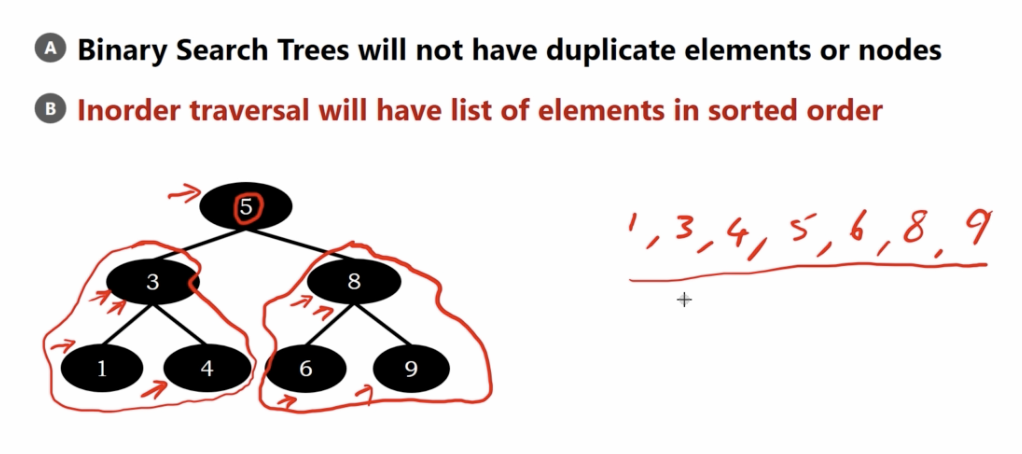 A Binary Search Trees will not have duplicate elements or nodes
B Inorder traversal will have list of elements in sorted order
5
1, 3, 4, 5, 6, 8, 9
3 8
1 4 6 9